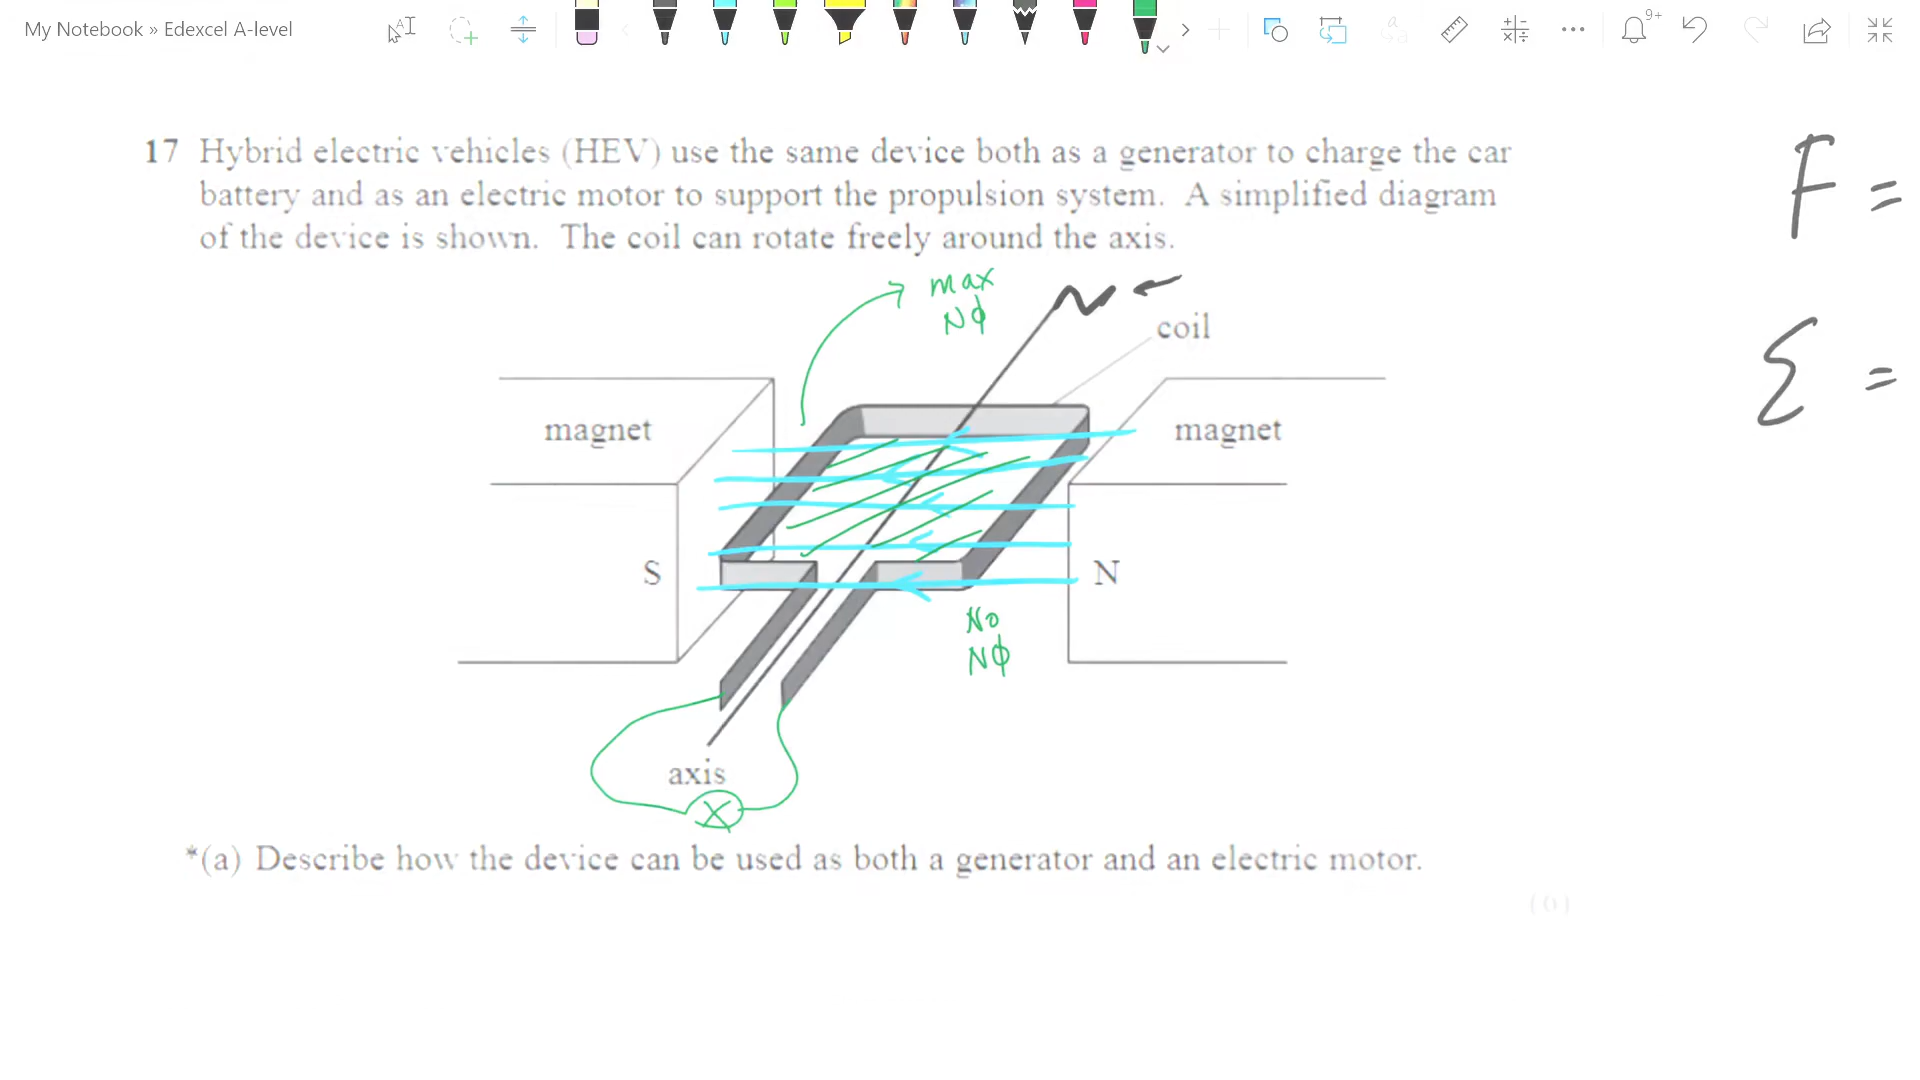 My Notebook » Edexcel A-level
9+
17 Hybrid electric vehicles (HEV) use the same device both as a generator to charge the car
battery and as an electric motor to support the propulsion system. A simplified diagram
of the device is shown. The coil can rotate freely around the axis.
F =
max
NΦ
coil
ℰ =
magnet
magnet
S
N
No
NΦ
axis
*(a) Describe how the device can be used as both a generator and an electric motor.
(6)